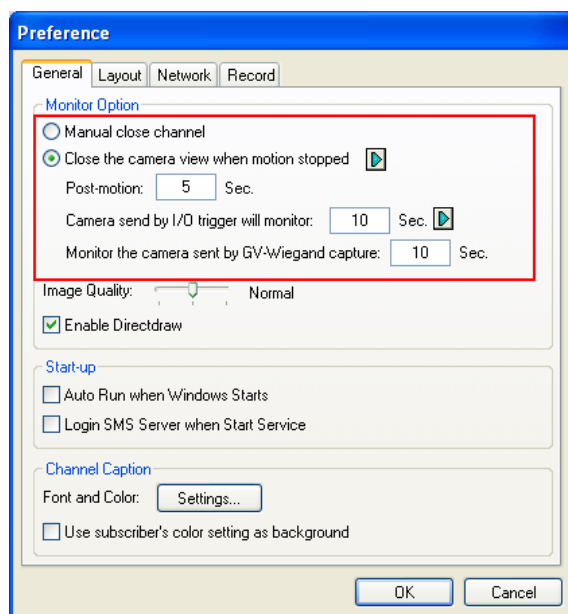 Preference
General Layout Network Record
Monitor Option
Manual close channel
Close the camera view when motion stopped
Post-motion: 5 Sec.
Camera send by I/O trigger will monitor: 10 Sec.
Monitor the camera sent by GV-Wiegand capture: 10 Sec.
Image Quality: Normal
Enable Directdraw
Start-up
Auto Run when Windows Starts
Login SMS Server when Start Service
Channel Caption
Font and Color: Settings...
Use subscriber's color setting as background
OK Cancel